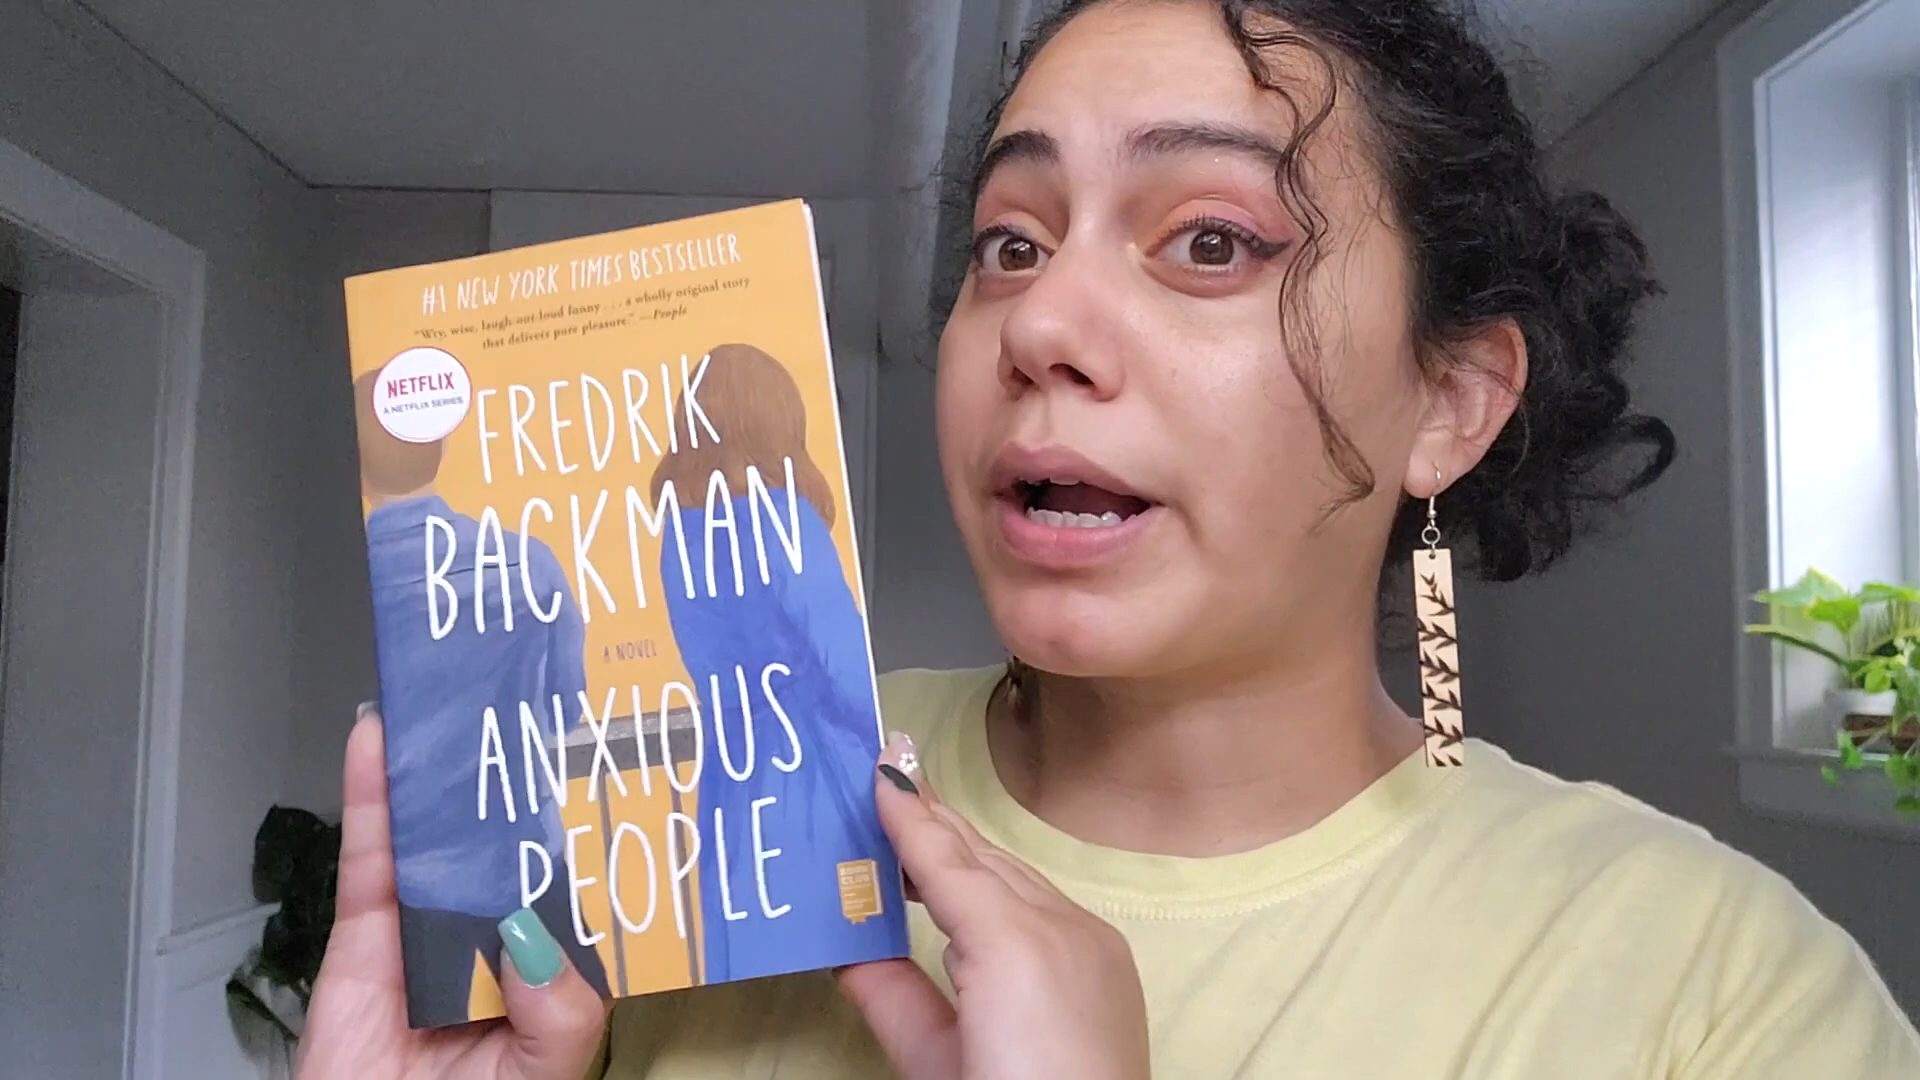 #1 NEW YORK TIMES BESTSELLER
"Wry, wise, laugh-out-loud funny . . . a wholly original story
that delivers pure pleasure." —People
NETFLIX
A NETFLIX SERIES
FREDRIK
BACKMAN
A NOVEL
ANXIOUS
PEOPLE